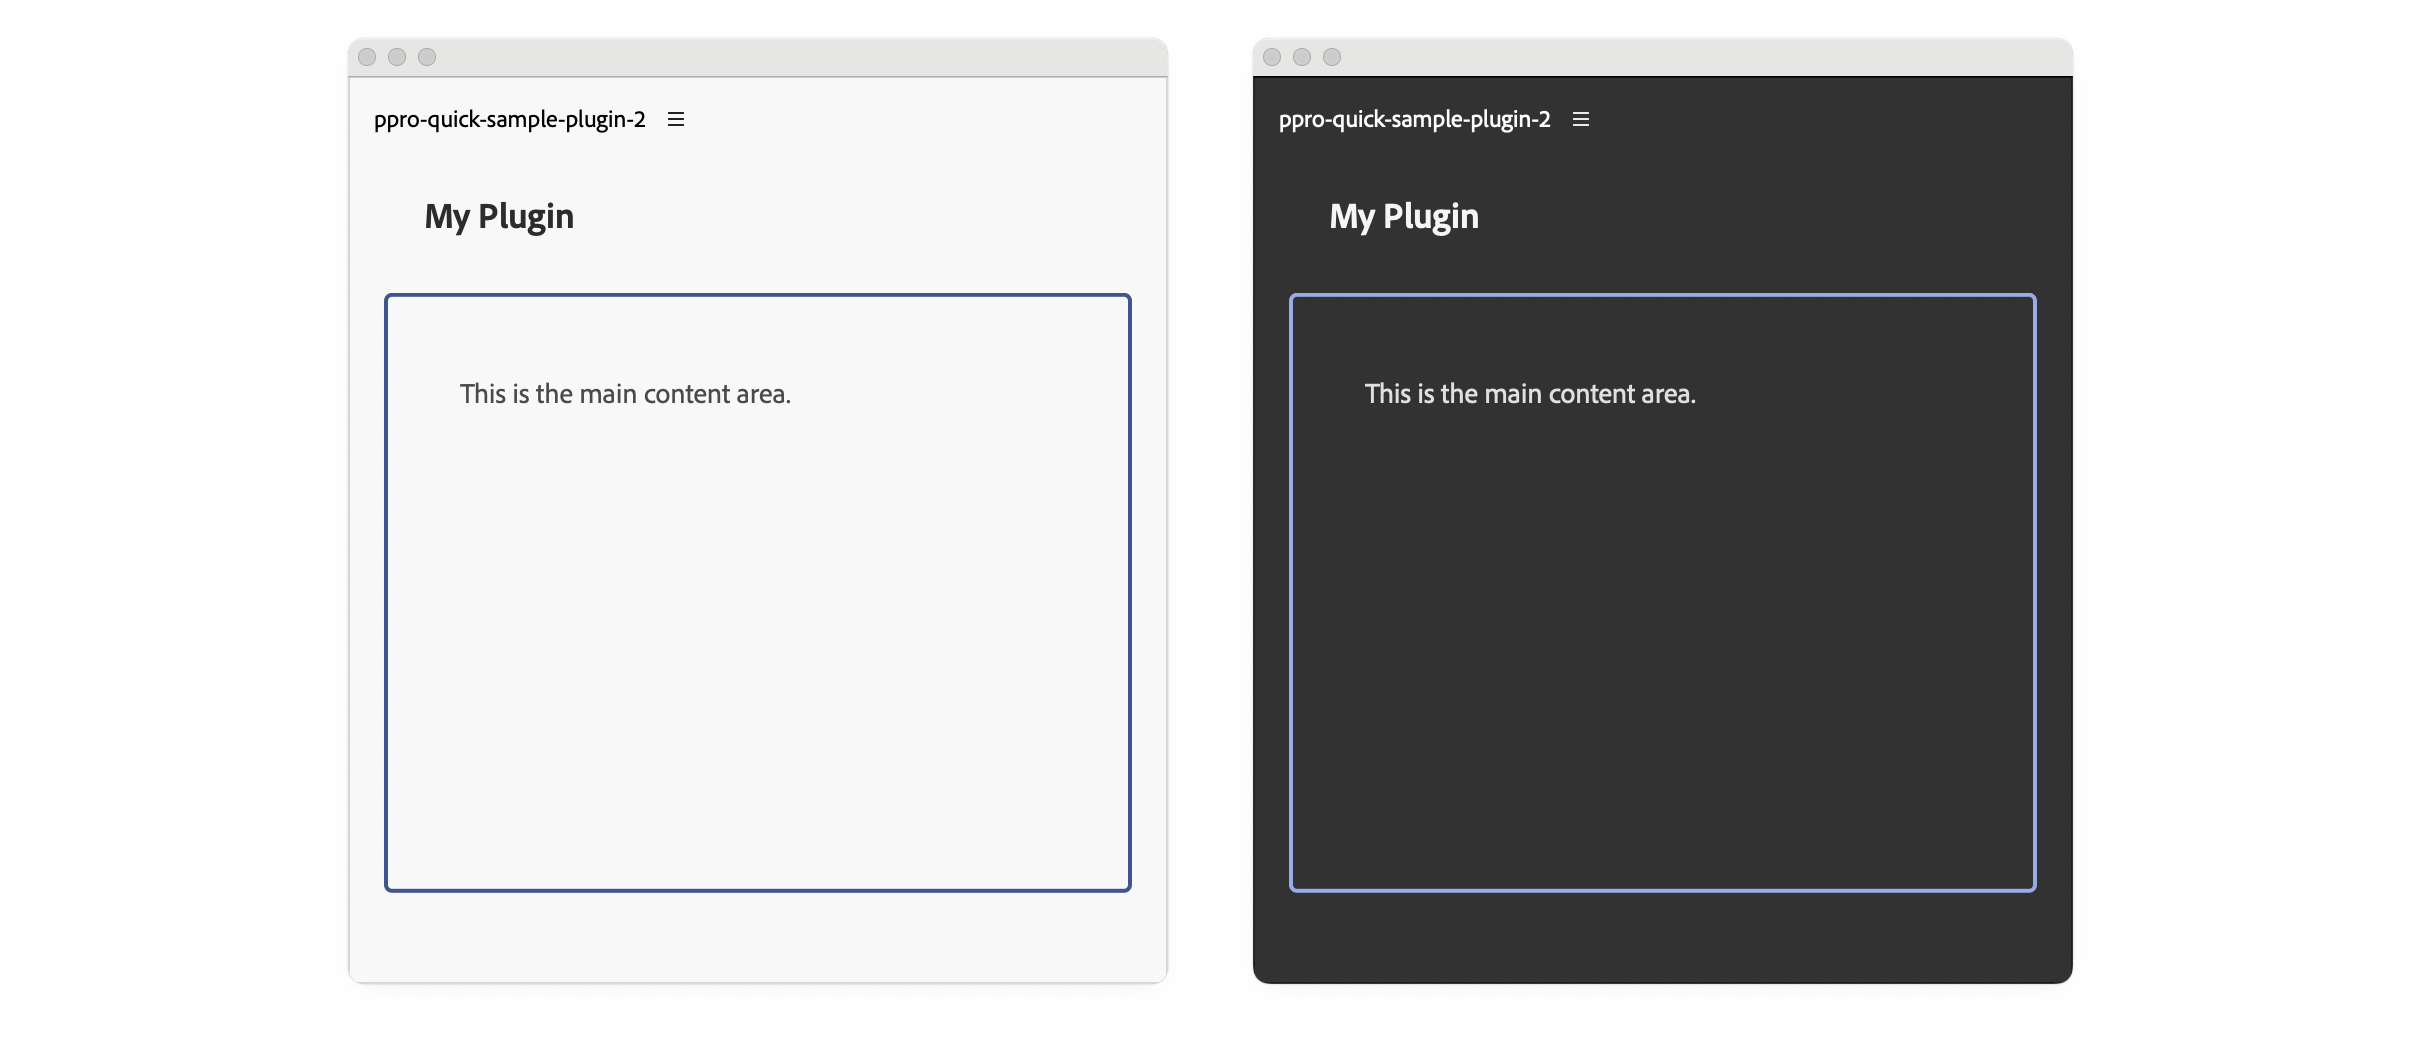 ppro-quick-sample-plugin-2
My Plugin
This is the main content area.
ppro-quick-sample-plugin-2
My Plugin
This is the main content area.